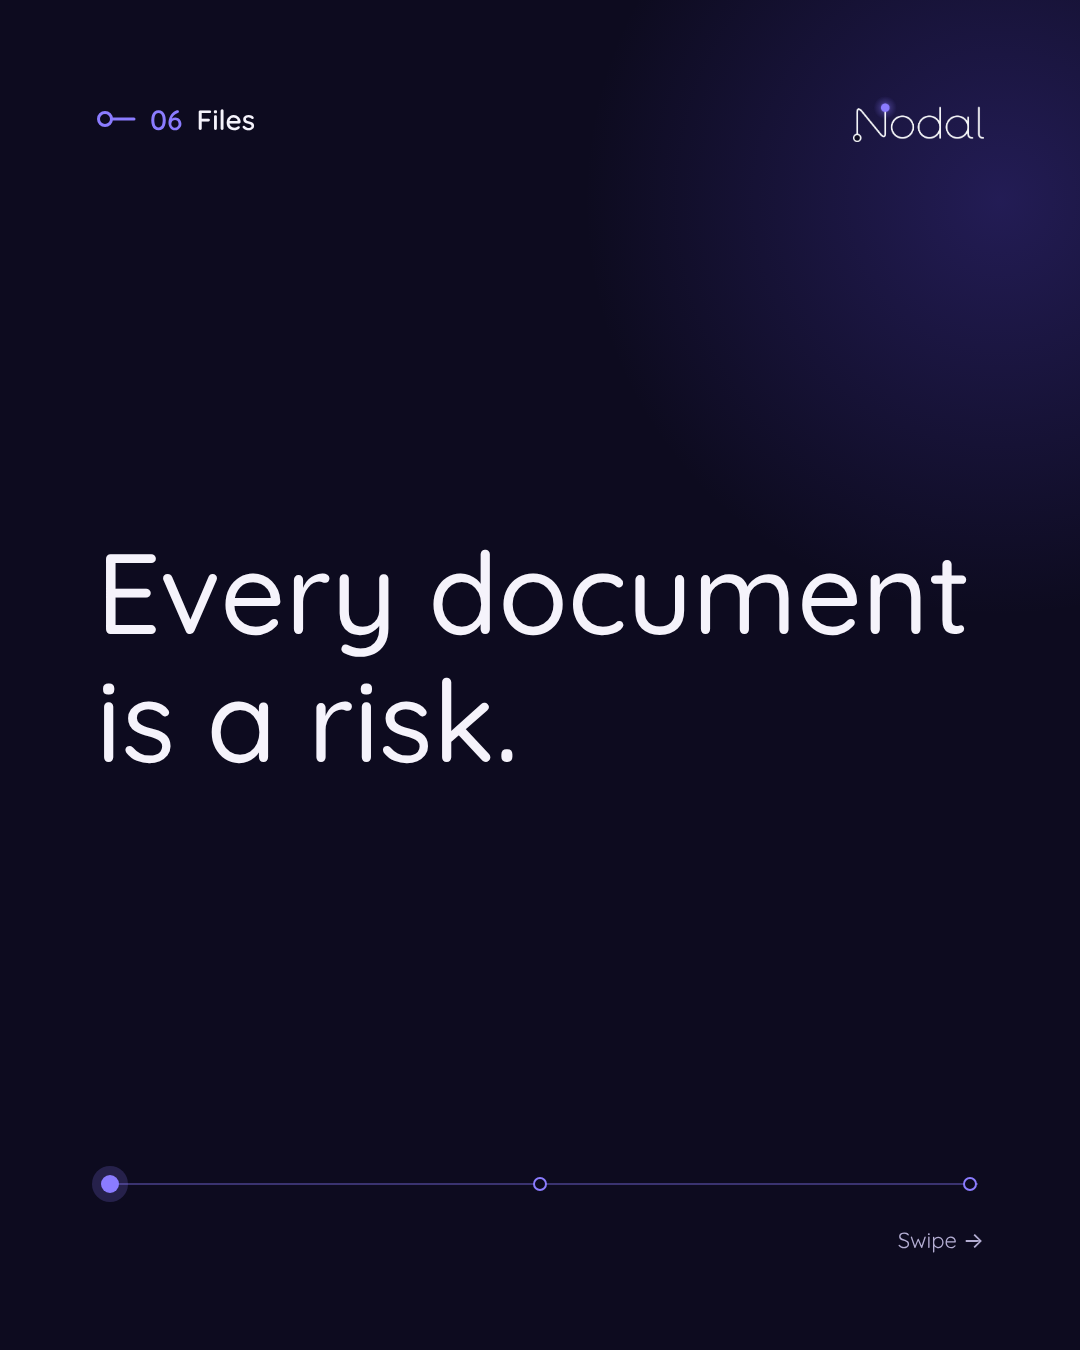 06 Files
Nodal
Every document
is a risk.
Swipe →